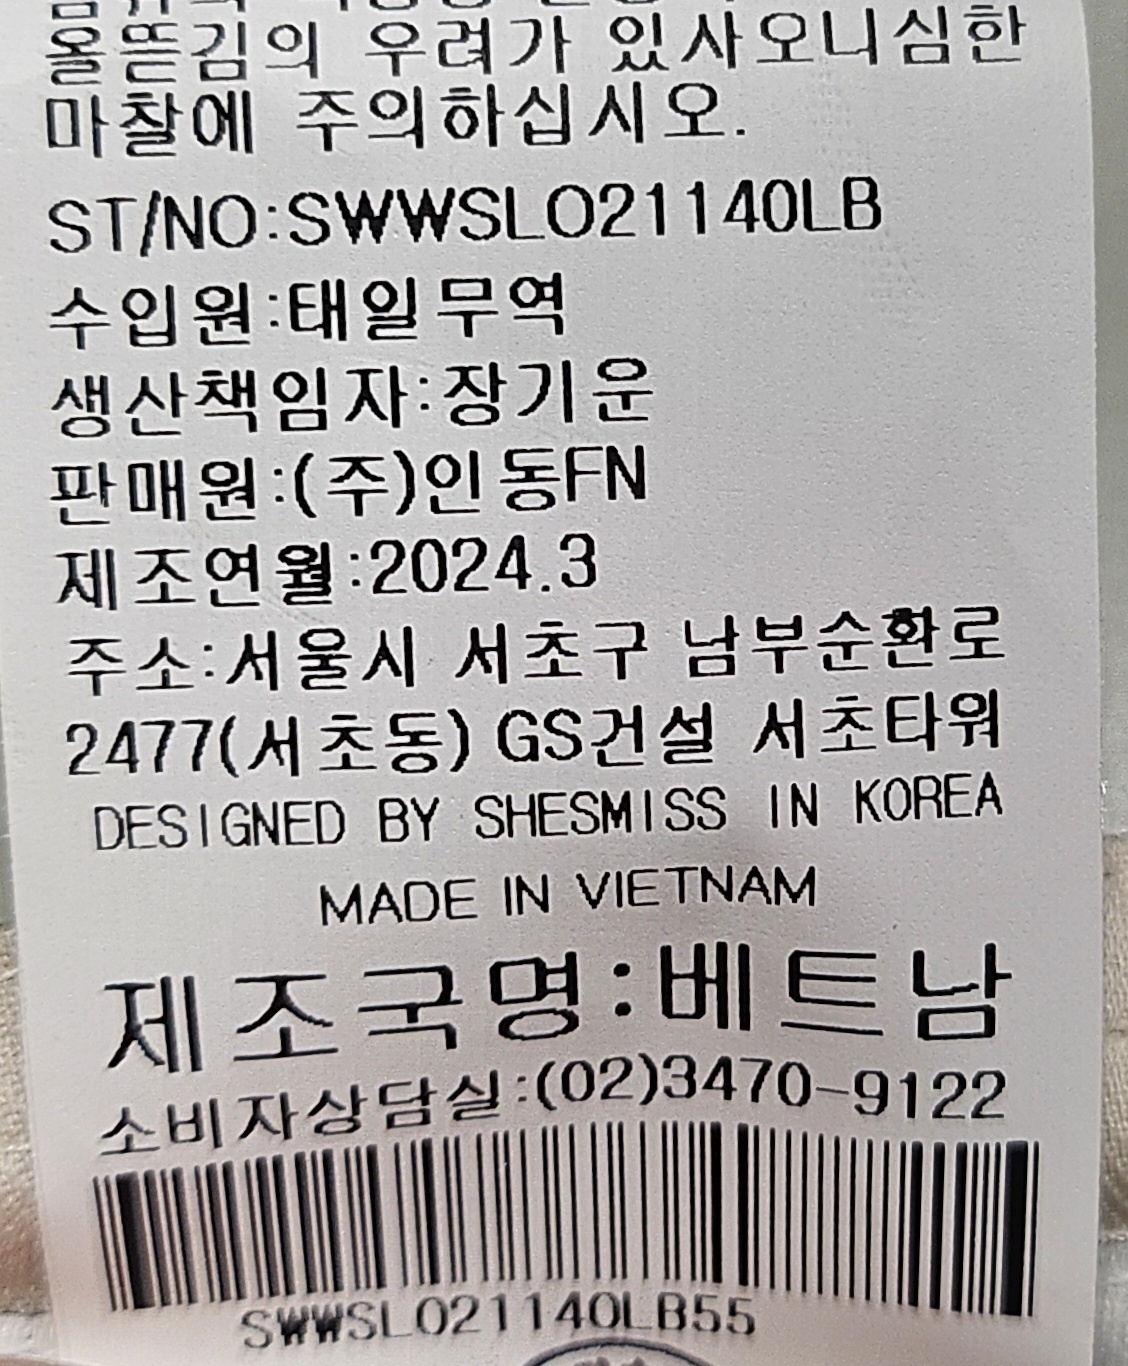 올뜯김의 우려가 있사오니심한
마찰에 주의하십시오.
ST/NO:SWWSLO21140LB
수입원:태일무역
생산책임자:장기운
판매원:(주)인동FN
제조연월:2024.3
주소:서울시 서초구 남부순환로
2477(서초동) GS건설 서초타워
DESIGNED BY SHESMISS IN KOREA
MADE IN VIETNAM
제조국명:베트남
소비자상담실:(02)3470-9122
SWWSLO21140LB55